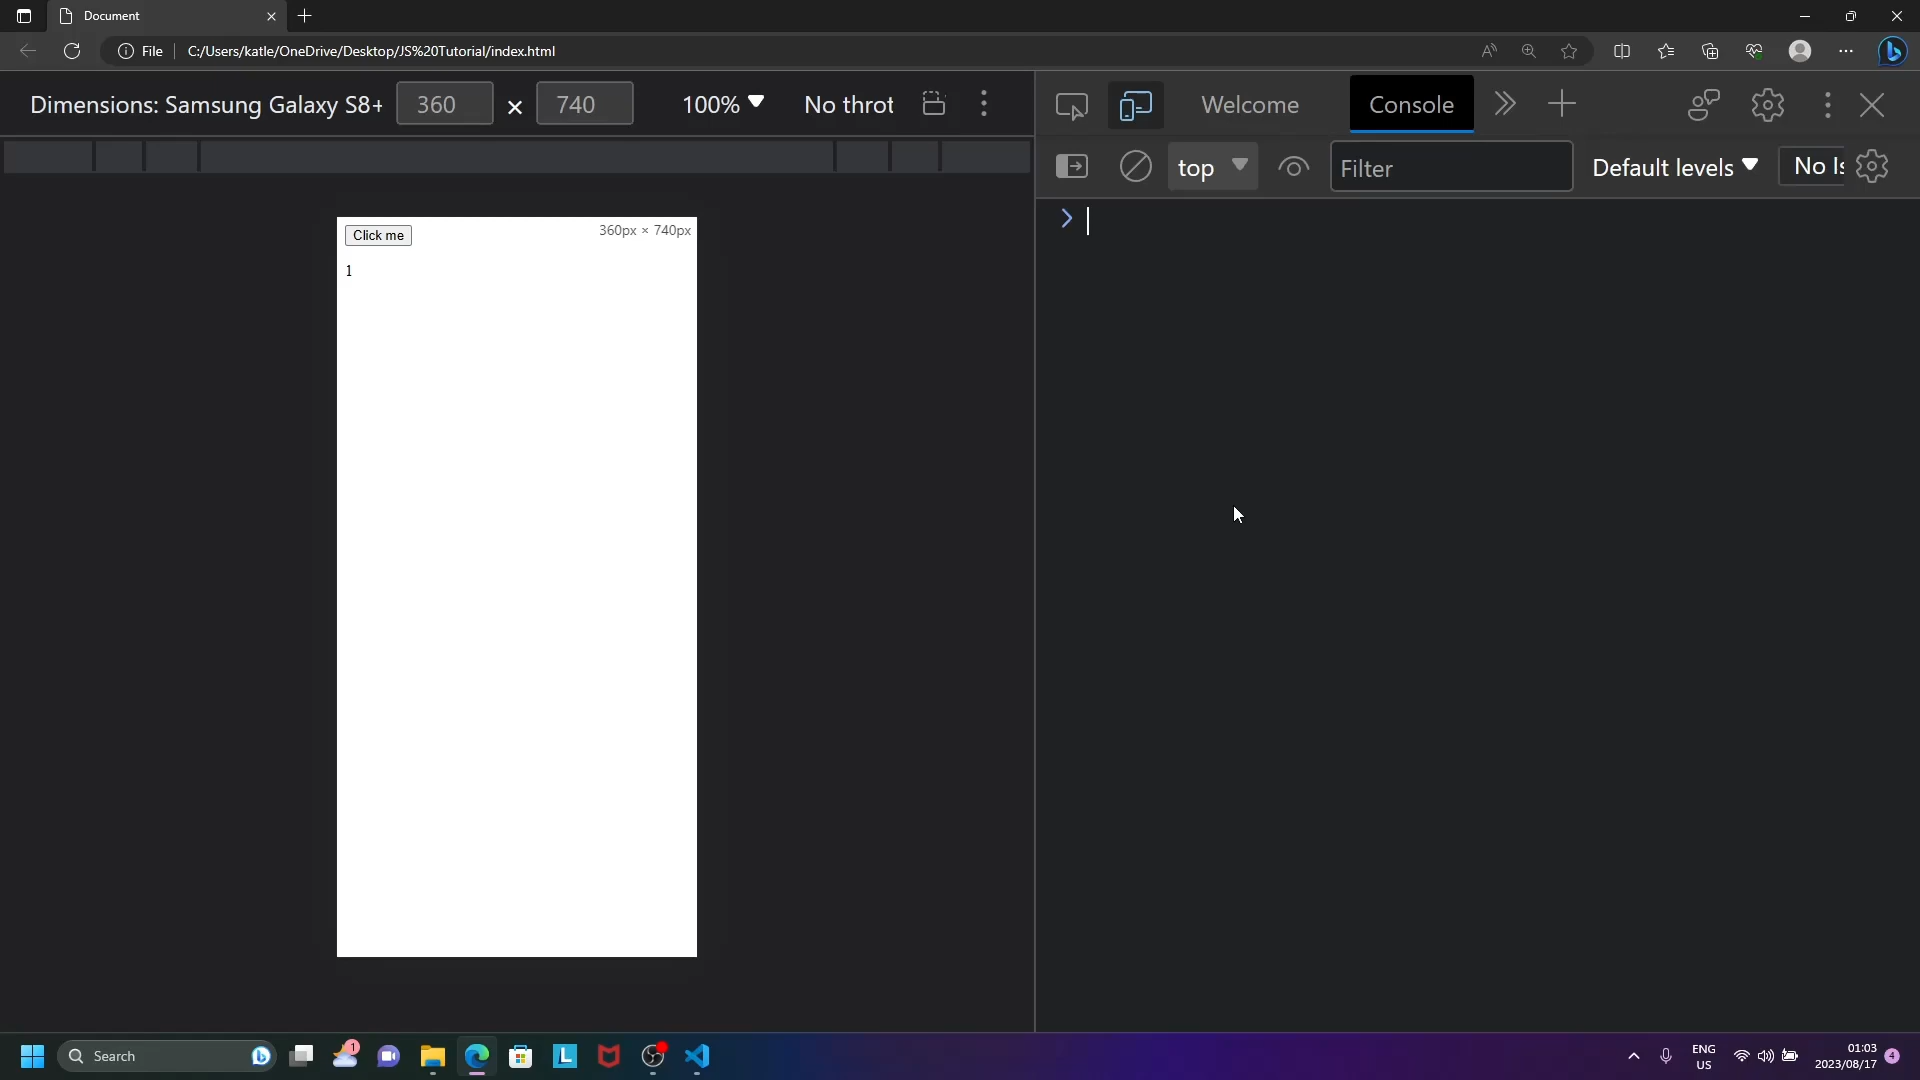 Document
File
C:/Users/katle/OneDrive/Desktop/JS%20Tutorial/index.html
Dimensions: Samsung Galaxy S8+ 360 × 740 100% No throt
Welcome Console
top Filter Default levels No Is
Click me 360px × 740px
1
Search
1
L
ENG
US
01:03
2023/08/17
4